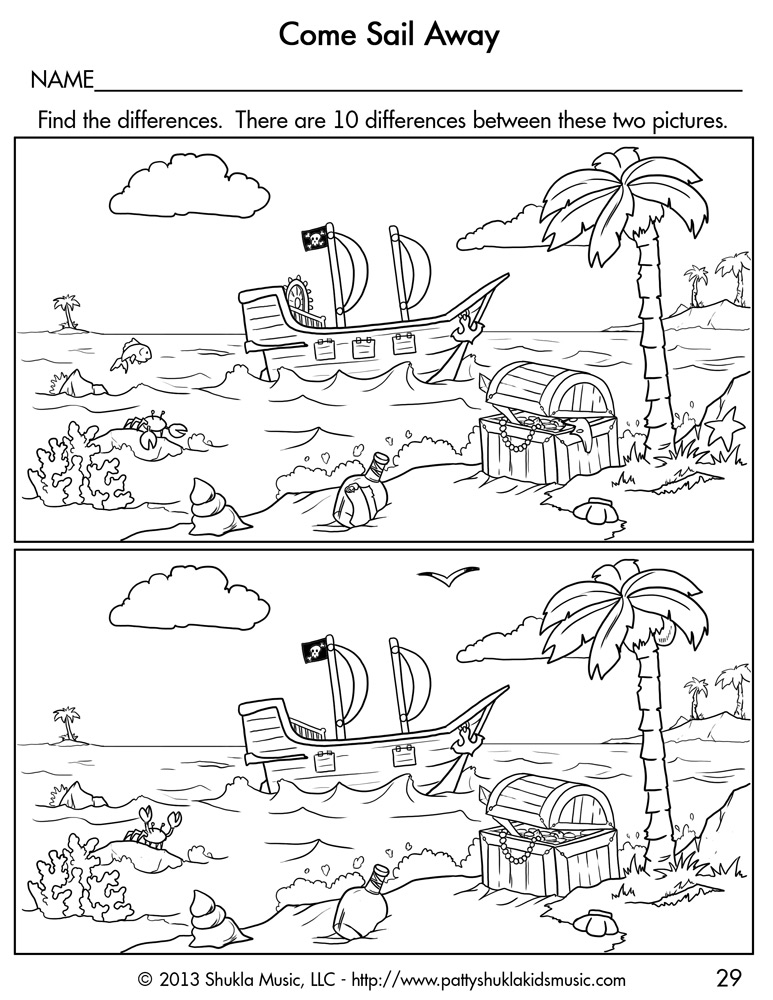 Come Sail Away
NAME
Find the differences.  There are 10 differences between these two pictures.
© 2013 Shukla Music, LLC - http://www.pattyshuklakidsmusic.com
29